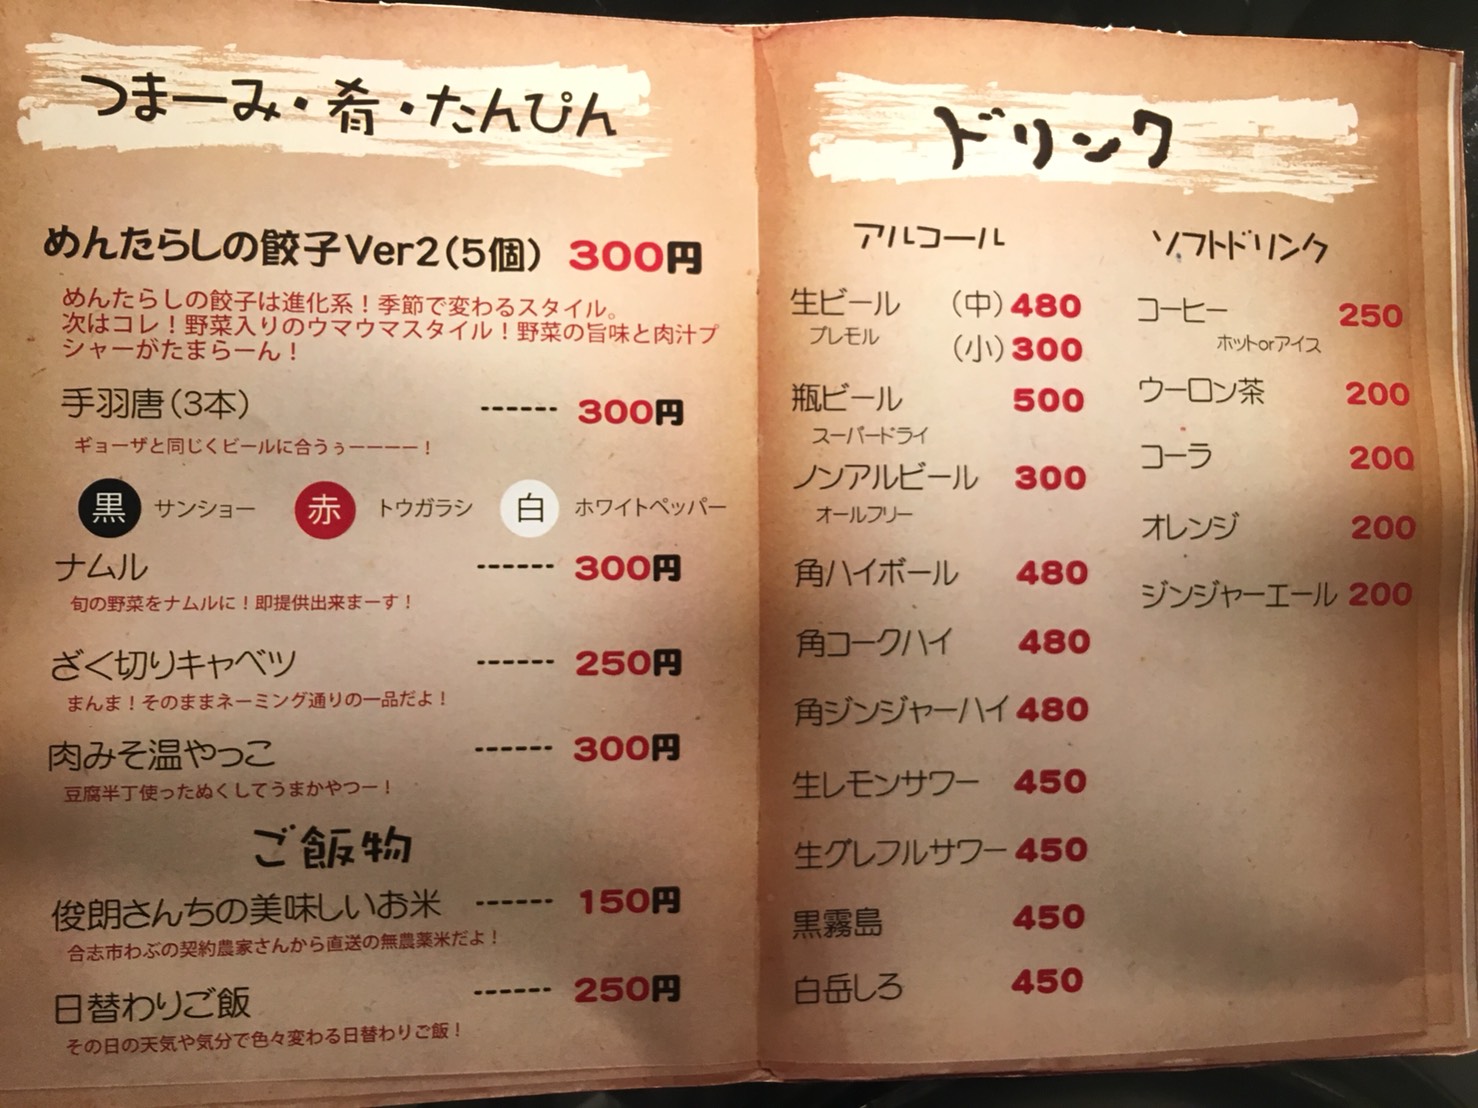 つまーみ・肴・たんぴん
めんたらしの餃子Ver2(5個) 300円
めんたらしの餃子は進化系！季節で変わるスタイル。
次はコレ！野菜入りのウマウマスタイル！野菜の旨味と肉汁プ
シャーがたまらーん！
手羽唐(3本) ------ 300円
ギョーザと同じくビールに合うぅーーーー！
黒 サンショー 赤 トウガラシ 白 ホワイトペッパー
ナムル ------ 300円
旬の野菜をナムルに！即提供出来まーす！
ざく切りキャベツ ------ 250円
まんま！そのままネーミング通りの一品だよ！
肉みそ温やっこ ------ 300円
豆腐半丁使ったぬくしてうまかやつー！
ご飯物
俊朗さんちの美味しいお米 ------ 150円
合志市わぶの契約農家さんから直送の無農薬米だよ！
日替わりご飯 ------ 250円
その日の天気や気分で色々変わる日替わりご飯！
ドリンク
アルコール
生ビール (中) 480
プレモル (小) 300
瓶ビール 500
スーパードライ
ノンアルビール 300
オールフリー
角ハイボール 480
角コークハイ 480
角ジンジャーハイ 480
生レモンサワー 450
生グレフルサワー 450
黒霧島 450
白岳しろ 450
ソフトドリンク
コーヒー 250
ホットorアイス
ウーロン茶 200
コーラ 200
オレンジ 200
ジンジャーエール 200